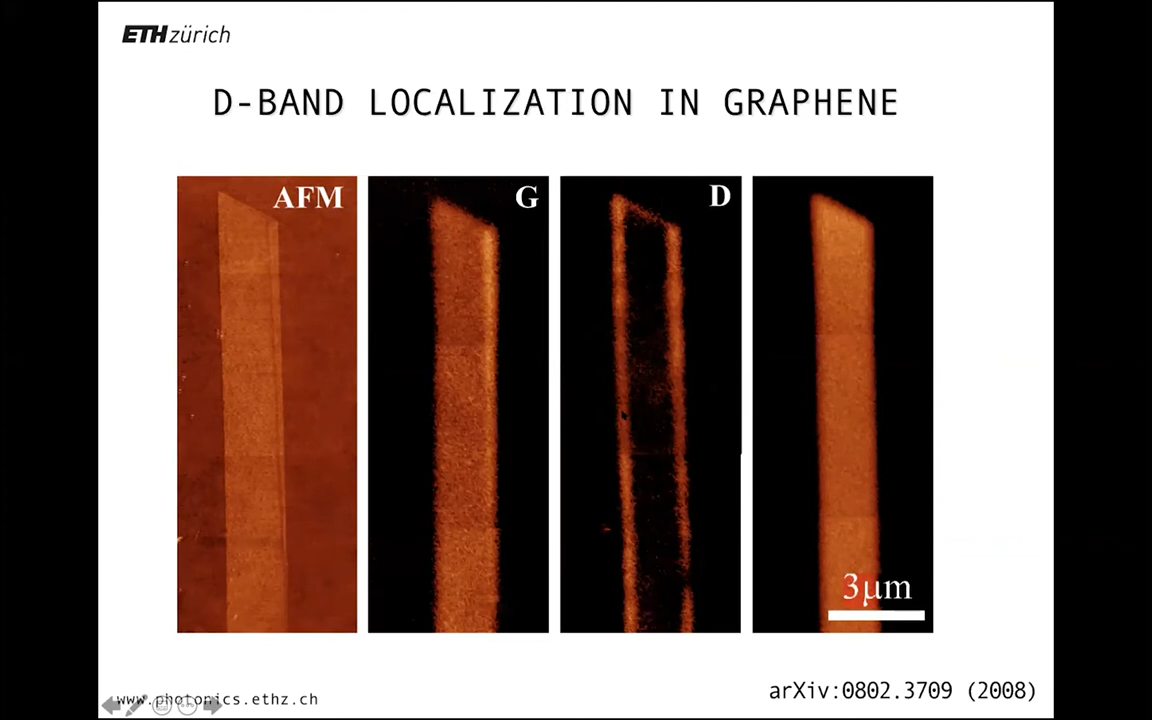 ETH zürich
D-BAND LOCALIZATION IN GRAPHENE
AFM
G
D
3µm
www.photonics.ethz.ch
arXiv:0802.3709 (2008)